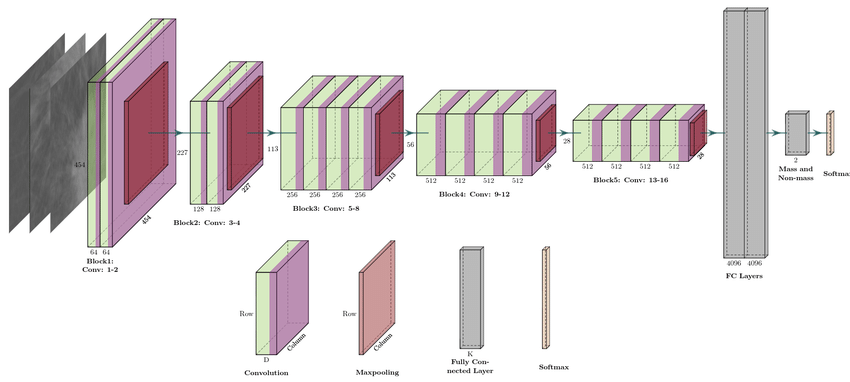 454
454
64 64
Block1:
Conv: 1-2
227
227
128 128
Block2: Conv: 3-4
113
113
256 256 256 256
Block3: Conv: 5-8
56
56
512 512 512 512
Block4: Conv: 9-12
28
28
512 512 512 512
Block5: Conv: 13-16
4096 4096
FC Layers
2
Mass and
Non-mass
Softma
Row
Column
D
Convolution
Row
Column
Maxpooling
K
Fully Con-
nected Layer
Softmax